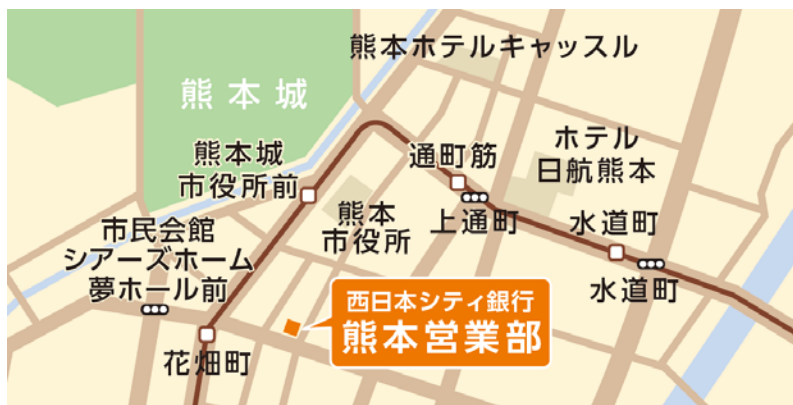 熊本ホテルキャッスル
熊本城
熊本城
市役所前
通町筋
ホテル
日航熊本
熊本
市役所
上通町
水道町
市民会館
シアーズホーム
夢ホール前
水道町
西日本シティ銀行
熊本営業部
花畑町